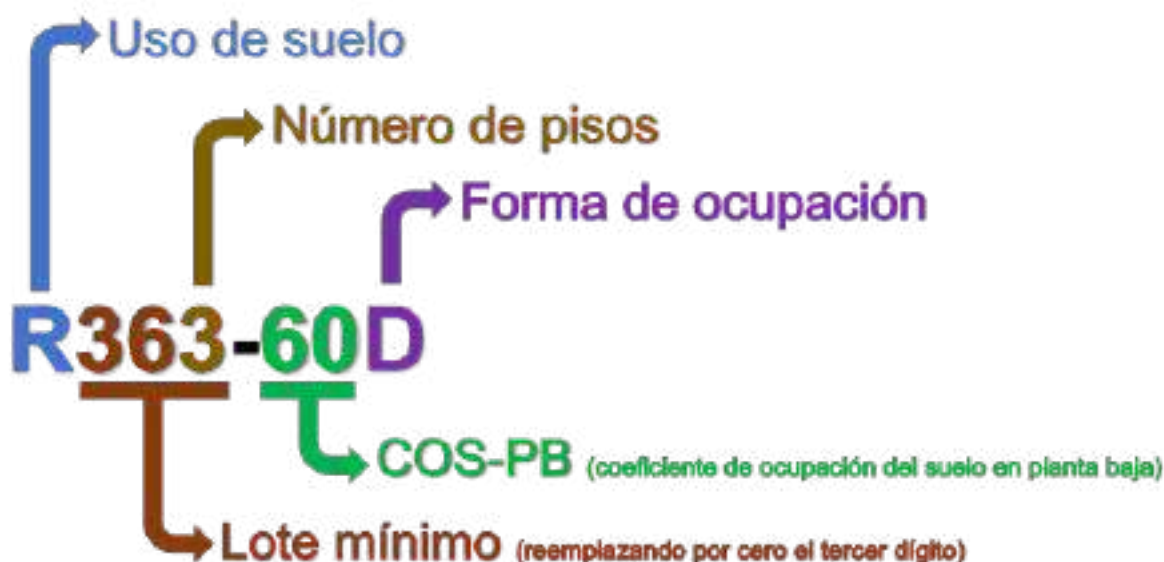 Uso de suelo
Número de pisos
Forma de ocupación
R363-60D
COS-PB (coeficiente de ocupación del suelo en planta baja)
Lote mínimo (reemplazando por cero el tercer dígito)